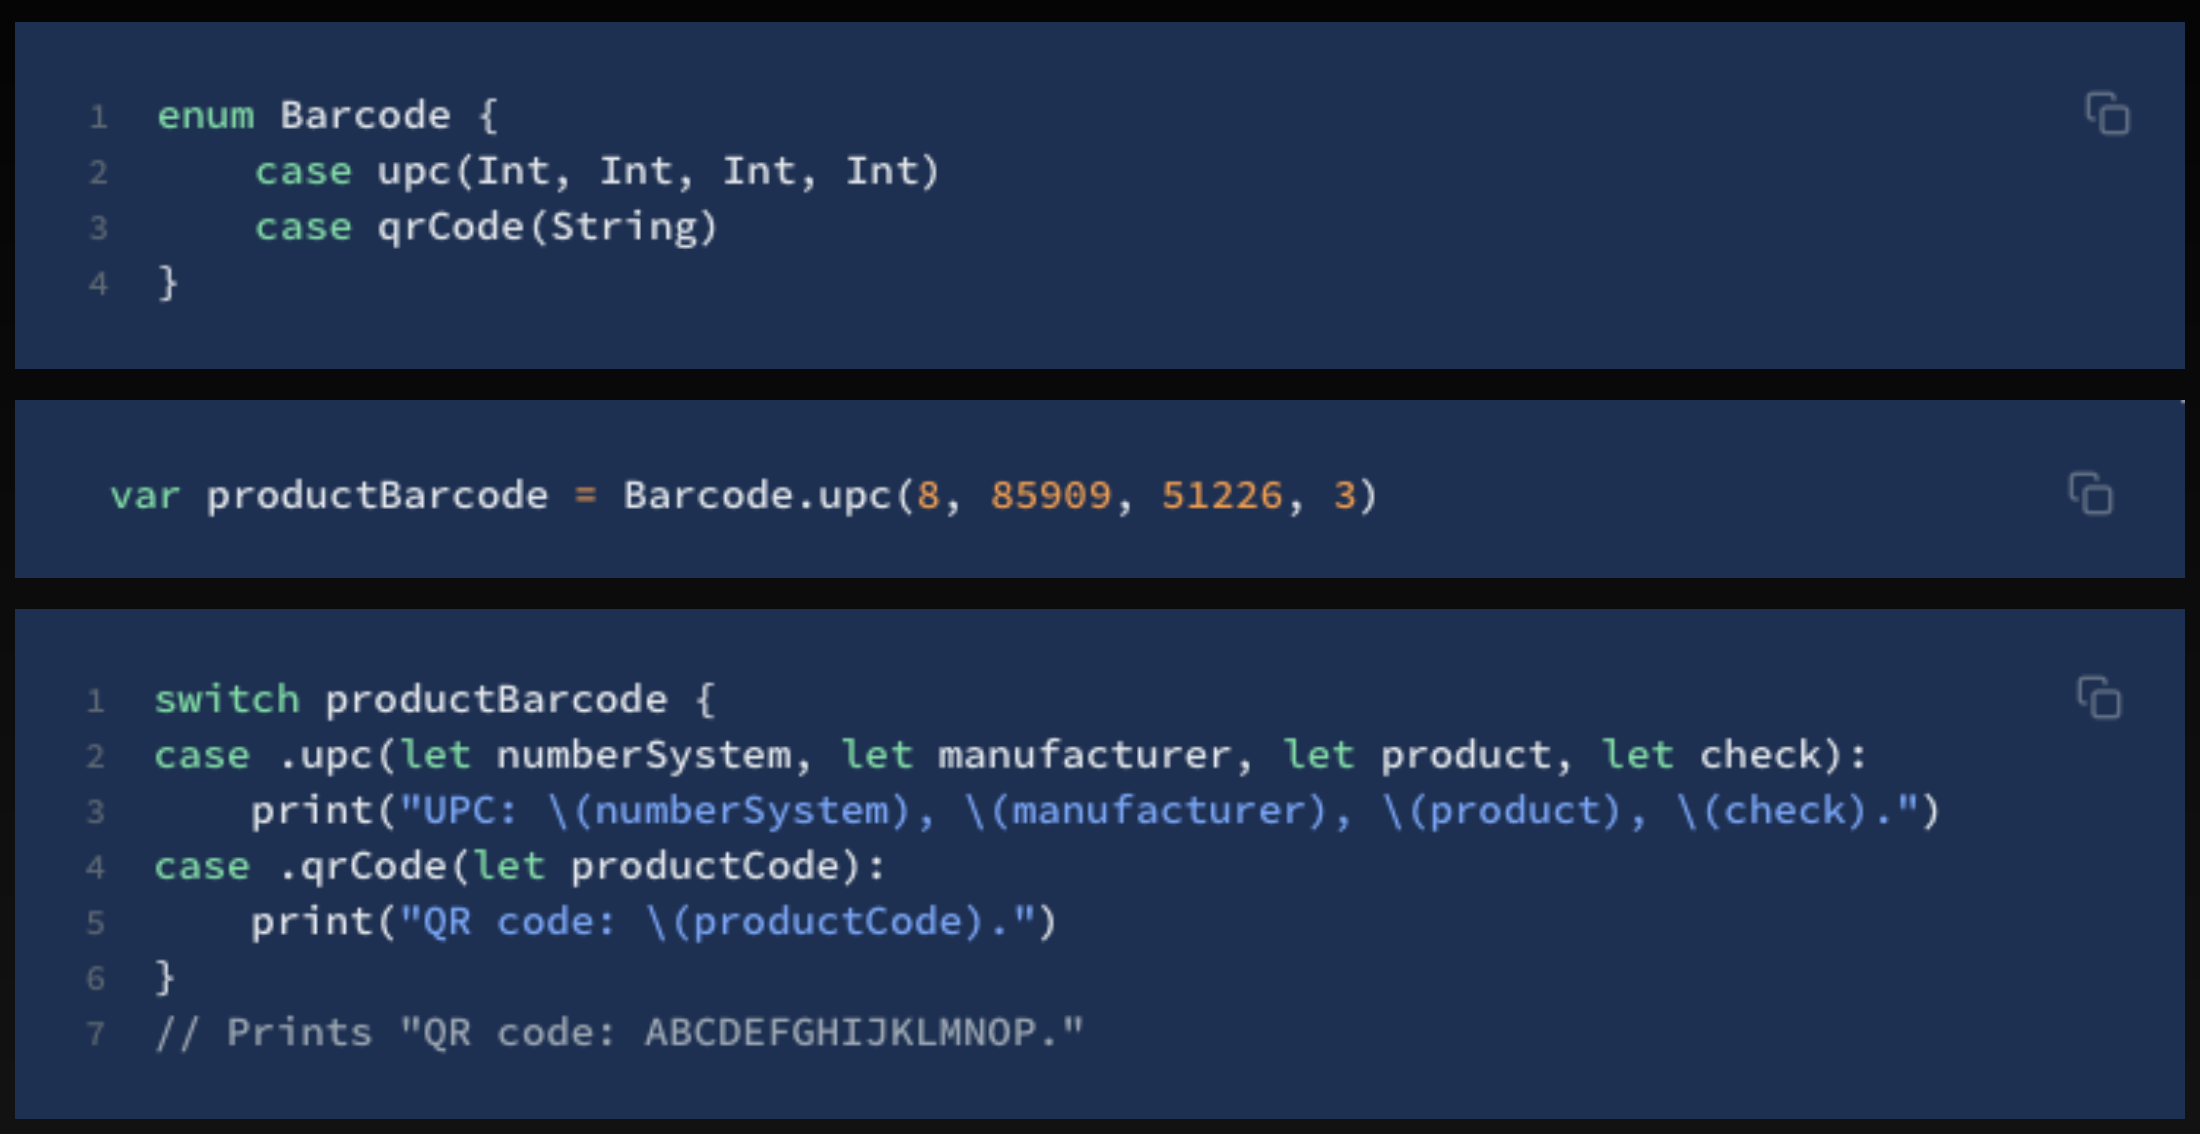 1 enum Barcode {
2     case upc(Int, Int, Int, Int)
3     case qrCode(String)
4 }
var productBarcode = Barcode.upc(8, 85909, 51226, 3)
1 switch productBarcode {
2 case .upc(let numberSystem, let manufacturer, let product, let check):
3     print("UPC: \(numberSystem), \(manufacturer), \(product), \(check).")
4 case .qrCode(let productCode):
5     print("QR code: \(productCode).")
6 }
7 // Prints "QR code: ABCDEFGHIJKLMNOP."